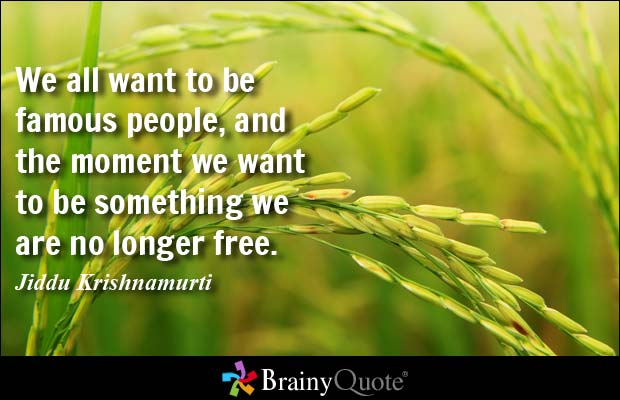 We all want to be
famous people, and
the moment we want
to be something we
are no longer free.
Jiddu Krishnamurti
BrainyQuote®